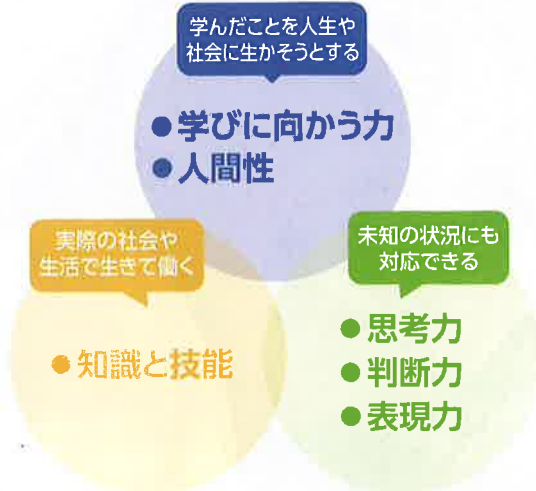 学んだことを人生や
社会に生かそうとする
●学びに向かう力
●人間性
実際の社会や
生活で生きて働く
●知識と技能
未知の状況にも
対応できる
●思考力
●判断力
●表現力